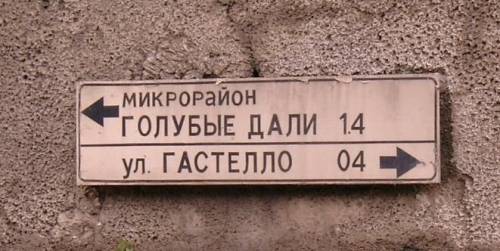 микрорайон
ГОЛУБЫЕ ДАЛИ 1.4
ул. ГАСТЕЛЛО 04